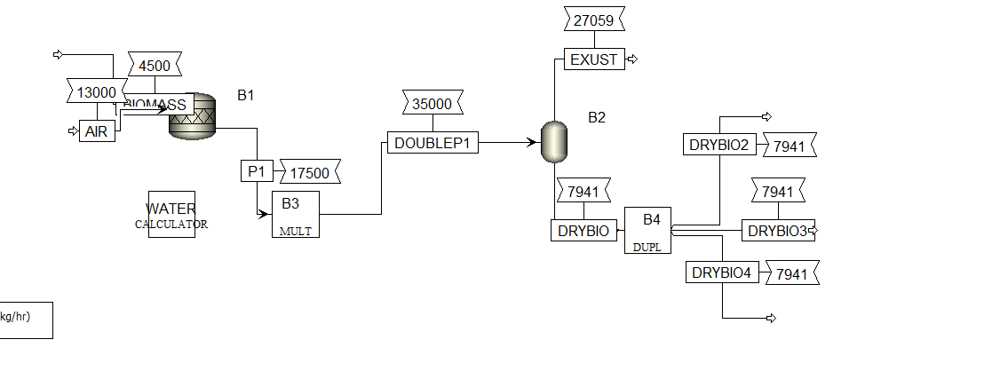 27059
EXUST
4500
13000
BIOMASS
B1
AIR
35000
DOUBLEP1
B2
DRYBIO2
7941
P1
17500
7941
7941
WATER
CALCULATOR
B3
MULT
DRYBIO
B4
DUPL
DRYBIO3
DRYBIO4
7941
kg/hr)